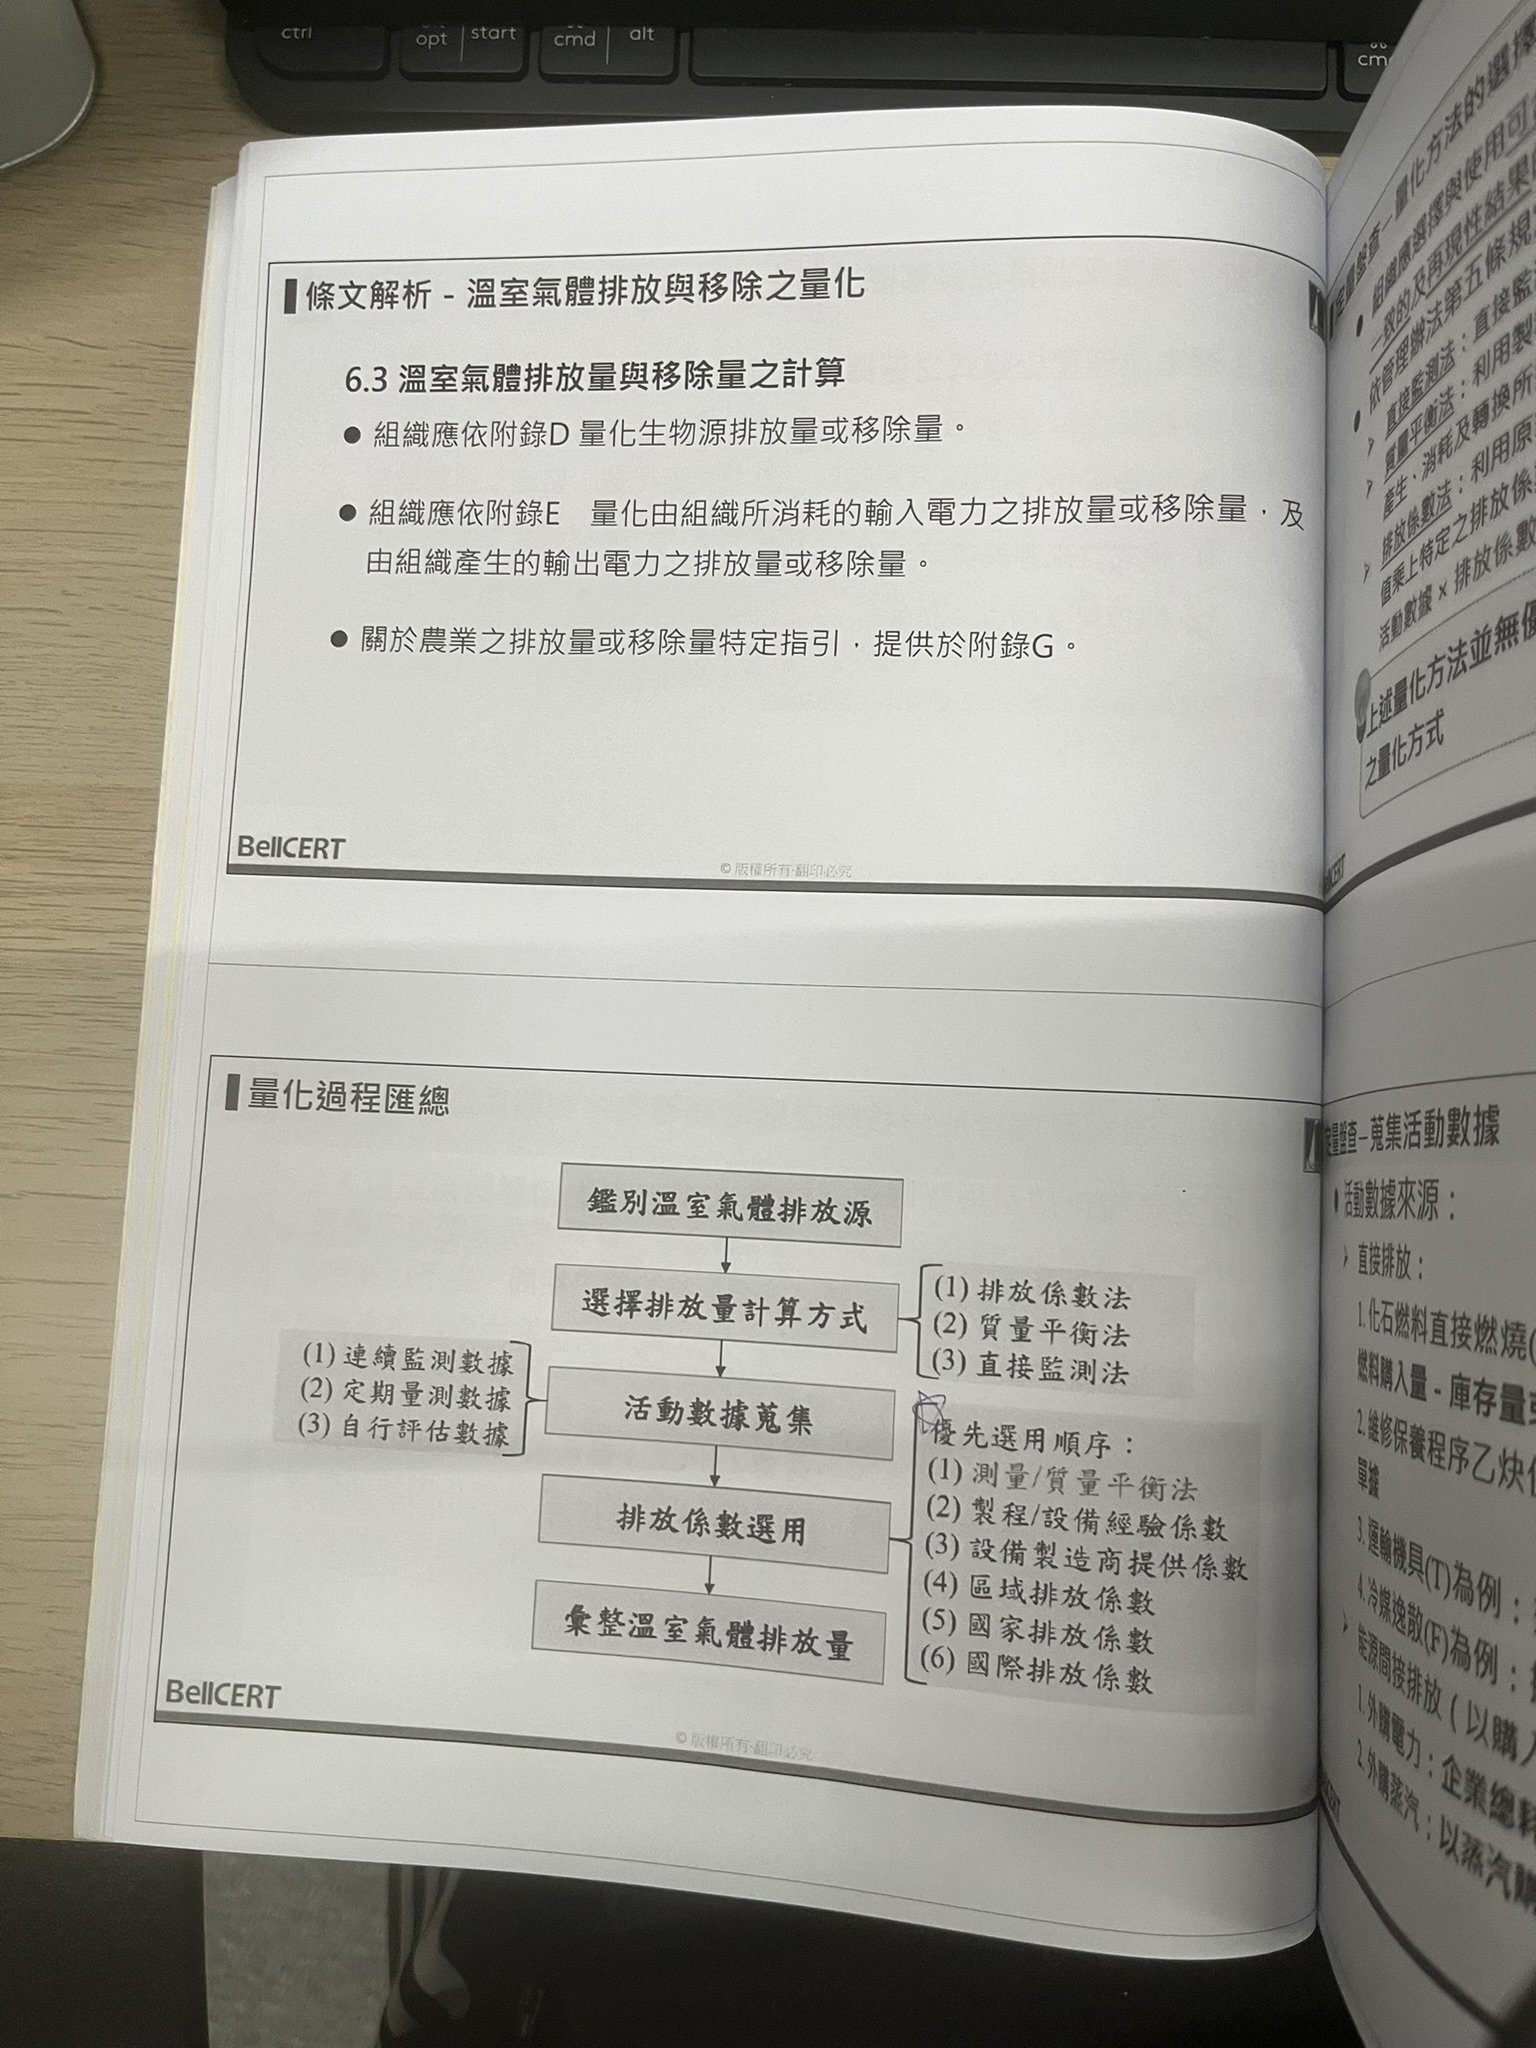 ctrl
opt
start
cmd
alt
條文解析 - 溫室氣體排放與移除之量化
6.3 溫室氣體排放量與移除量之計算
● 組織應依附錄D 量化生物源排放量或移除量。
● 組織應依附錄E 量化由組織所消耗的輸入電力之排放量或移除量，及
由組織產生的輸出電力之排放量或移除量。
● 關於農業之排放量或移除量特定指引，提供於附錄G。
BellCERT
© 版權所有‧翻印必究
量化過程匯總
鑑別溫室氣體排放源
選擇排放量計算方式
(1) 排放係數法
(2) 質量平衡法
(3) 直接監測法
(1) 連續監測數據
(2) 定期量測數據
(3) 自行評估數據
活動數據蒐集
排放係數選用
優先選用順序：
(1) 測量/質量平衡法
(2) 製程/設備經驗係數
(3) 設備製造商提供係數
(4) 區域排放係數
(5) 國家排放係數
(6) 國際排放係數
彙整溫室氣體排放量
BellCERT
© 版權所有‧翻印必究
量化方法的選擇
● 組織應選擇與使用可
一致的及再現性結果
● 依管理辦法第五條規
直接監測法：直接監
質量平衡法：利用製
產生、消耗及轉換所
排放係數法：利用原
值乘上特定之排放係
活動數據 × 排放係數
上述量化方法並無優
之量化方式
盤查–蒐集活動數據
● 活動數據來源：
直接排放：
1. 化石燃料直接燃燒(
燃料購入量 - 庫存量
2. 維修保養程序乙炔
單據
3. 運輸機具(T)為例：
4. 冷媒逸散(F)為例：
能源間接排放（以購
1. 外購電力：企業總
2. 外購蒸汽：以蒸汽